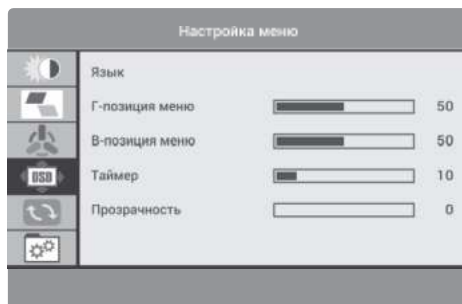 Настройка меню
Язык
Г-позиция меню 50
В-позиция меню 50
OSD
Таймер 10
Прозрачность 0